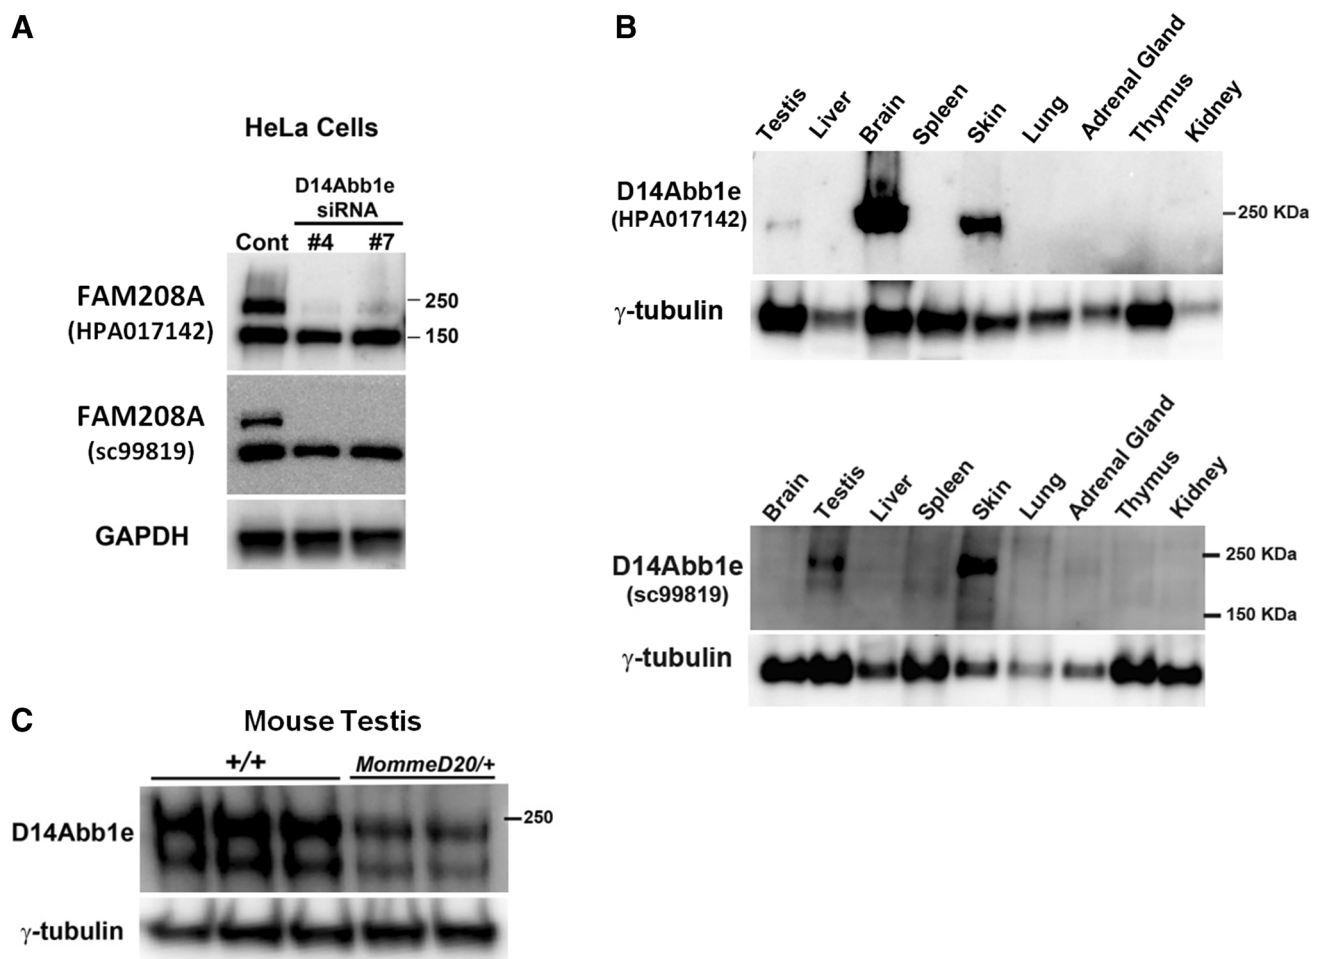 A
HeLa Cells
D14Abb1e
siRNA
Cont #4 #7
FAM208A
(HPA017142)
250
150
FAM208A
(sc99819)
GAPDH
B
Testis Liver Brain Spleen Skin Lung Adrenal Gland Thymus Kidney
D14Abb1e
(HPA017142)
250 KDa
γ-tubulin
Brain Testis Liver Spleen Skin Lung Adrenal Gland Thymus Kidney
D14Abb1e
(sc99819)
250 KDa
150 KDa
γ-tubulin
C
Mouse Testis
+/+ MommeD20/+
D14Abb1e
250
γ-tubulin